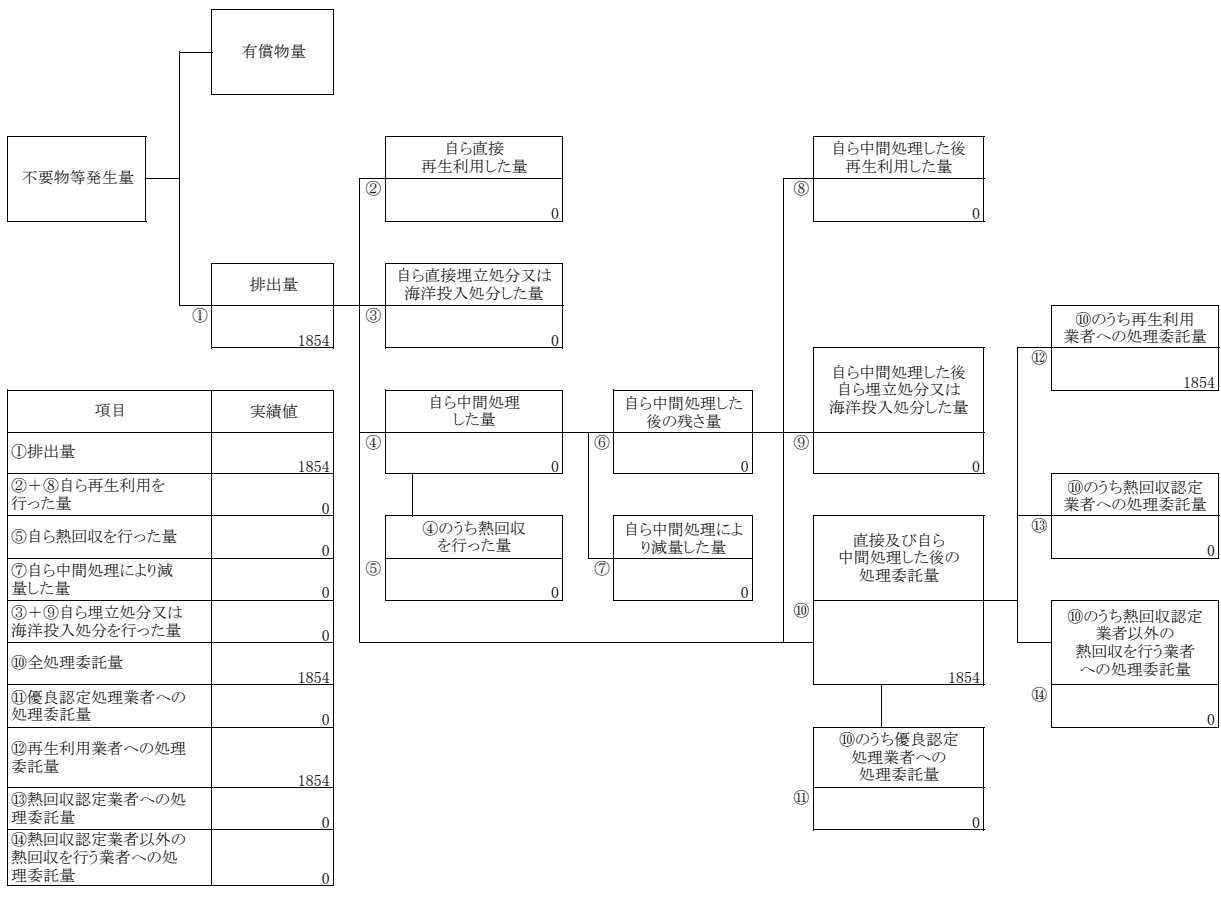 有償物量
不要物等発生量
自ら直接
再生利用した量
②
0
自ら中間処理した後
再生利用した量
⑧
0
排出量
①
1854
自ら直接埋立処分又は
海洋投入処分した量
③
0
⑩のうち再生利用
業者への処理委託量
⑫
1854
自ら中間処理
した量
④
0
自ら中間処理した
後の残さ量
⑥
0
自ら中間処理した後
自ら埋立処分又は
海洋投入処分した量
⑨
0
⑩のうち熱回収認定
業者への処理委託量
⑬
0
④のうち熱回収
を行った量
⑤
0
自ら中間処理によ
り減量した量
⑦
0
直接及び自ら
中間処理した後の
処理委託量
⑩
1854
⑩のうち熱回収認定
業者以外の
熱回収を行う業者
への処理委託量
⑭
0
⑩のうち優良認定
処理業者への
処理委託量
⑪
0
項目 実績値
①排出量
1854
②＋⑧自ら再生利用を
行った量
0
⑤自ら熱回収を行った量
0
⑦自ら中間処理により減
量した量
0
③＋⑨自ら埋立処分又は
海洋投入処分を行った量
0
⑩全処理委託量
1854
⑪優良認定処理業者への
処理委託量
0
⑫再生利用業者への処理
委託量
1854
⑬熱回収認定業者への処
理委託量
0
⑭熱回収認定業者以外の
熱回収を行う業者への処
理委託量
0